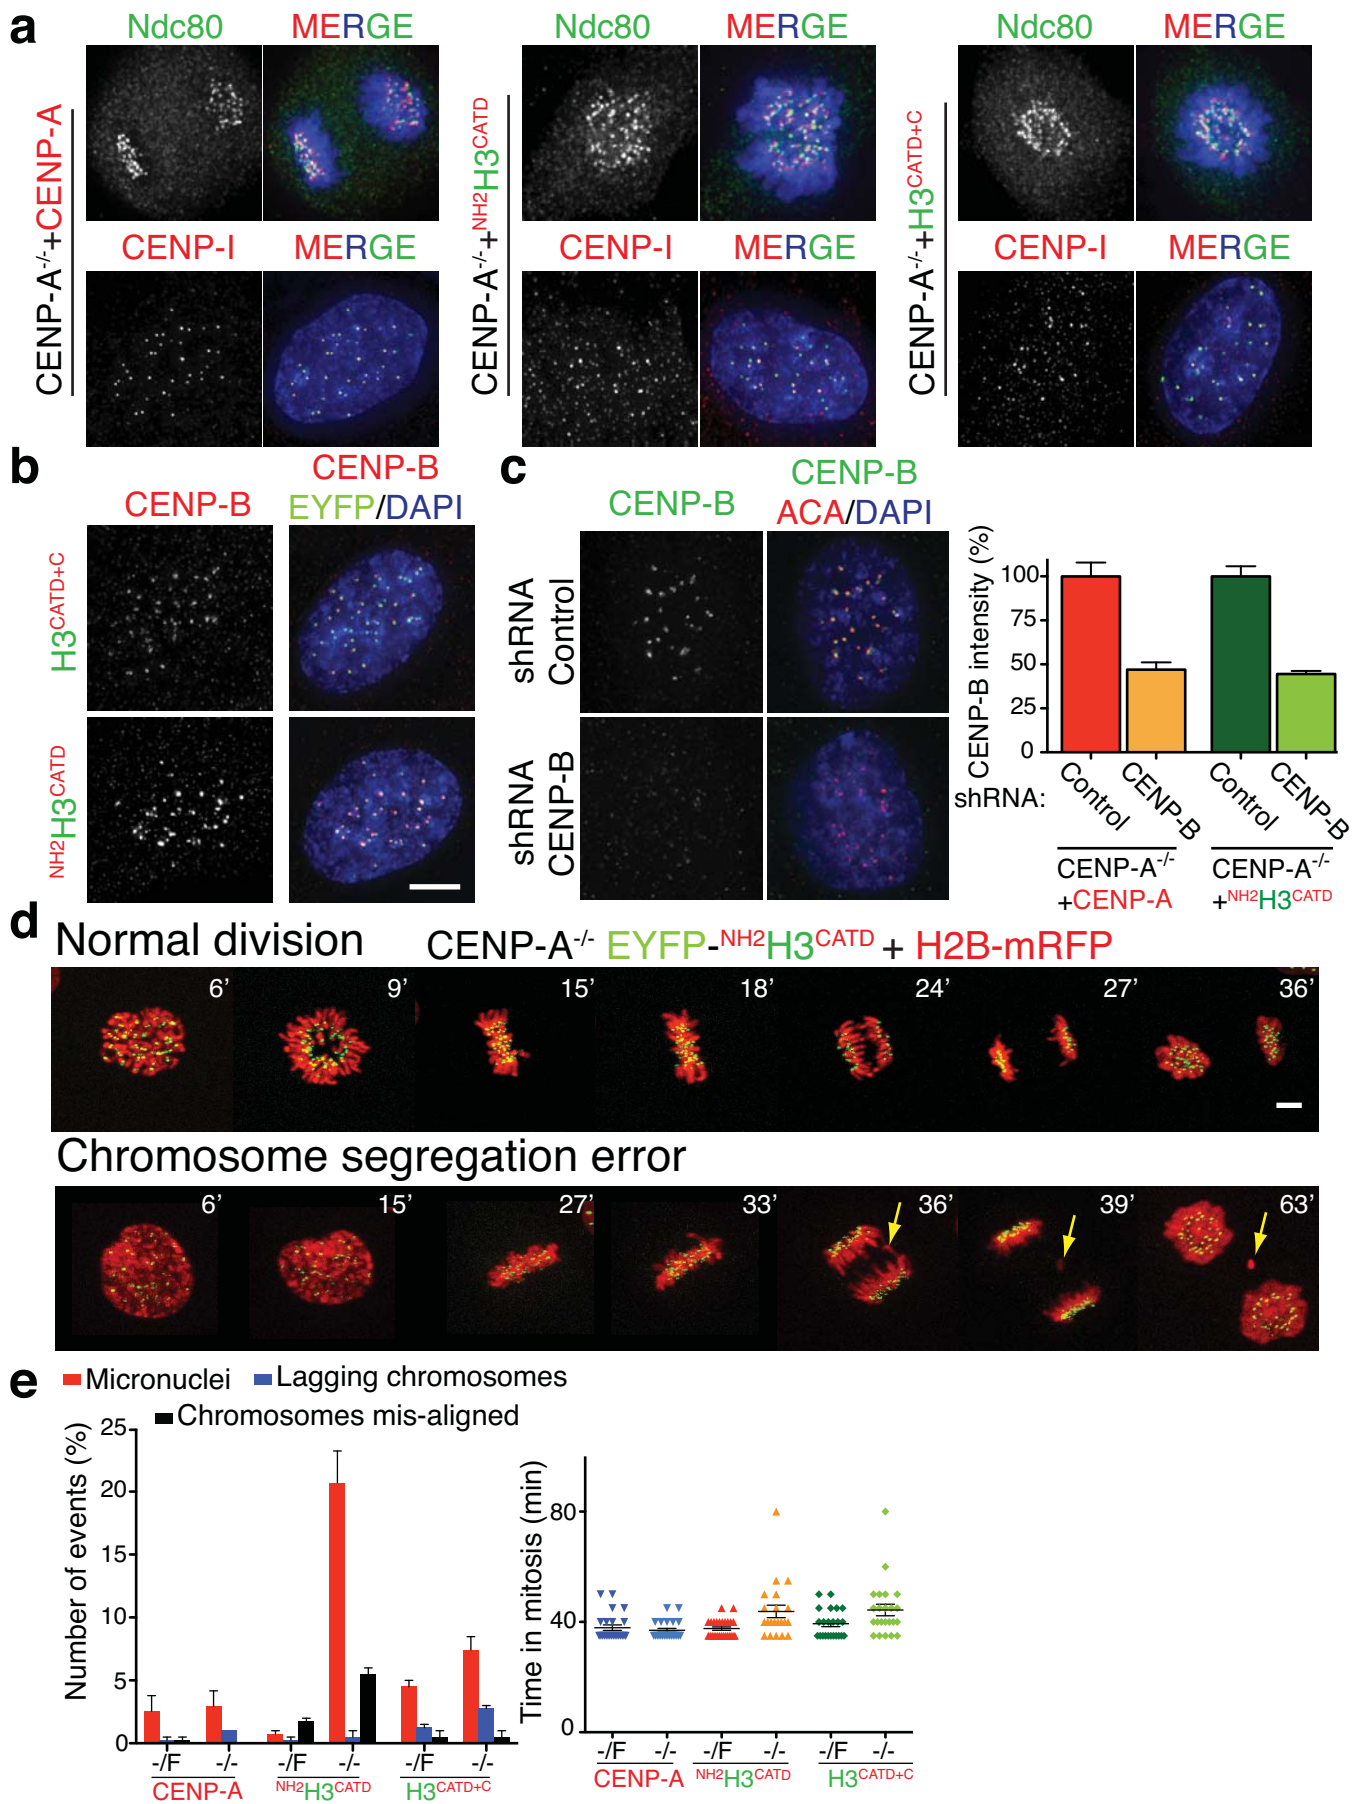 a
Ndc80 MERGE Ndc80 MERGE Ndc80 MERGE
CENP-A-/-+CENP-A
CENP-A-/-+NH2H3CATD
CENP-A-/-+H3CATD+C
CENP-I MERGE CENP-I MERGE CENP-I MERGE
b
CENP-B
CENP-B
EYFP/DAPI
H3CATD+C
NH2H3CATD
c
CENP-B
CENP-B
ACA/DAPI
shRNA
Control
shRNA
CENP-B
CENP-B intensity (%)
100
75
50
25
0
shRNA:
Control
CENP-B
Control
CENP-B
CENP-A-/-
+CENP-A
CENP-A-/-
+NH2H3CATD
d
Normal division CENP-A-/- EYFP-NH2H3CATD + H2B-mRFP
6’ 9’ 15’ 18’ 24’ 27’ 36’
Chromosome segregation error
6’ 15’ 27’ 33’ 36’ 39’ 63’
e
Micronuclei Lagging chromosomes
Chromosomes mis-aligned
Number of events (%)
25
20
15
10
5
0
-/F -/- -/F -/- -/F -/-
CENP-A NH2H3CATD H3CATD+C
Time in mitosis (min)
80
40
0
-/F -/- -/F -/- -/F -/-
CENP-A NH2H3CATD H3CATD+C